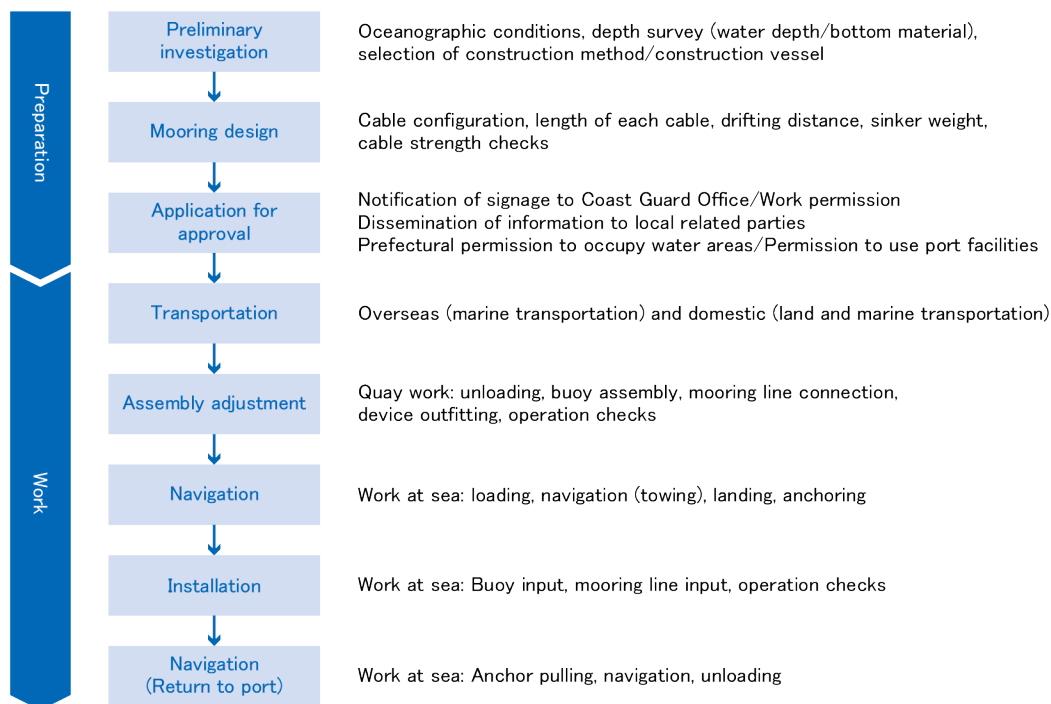 Preparation
Preliminary
investigation
Oceanographic conditions, depth survey (water depth/bottom material),
selection of construction method/construction vessel
Mooring design
Cable configuration, length of each cable, drifting distance, sinker weight,
cable strength checks
Application for
approval
Notification of signage to Coast Guard Office/Work permission
Dissemination of information to local related parties
Prefectural permission to occupy water areas/Permission to use port facilities
Work
Transportation
Overseas (marine transportation) and domestic (land and marine transportation)
Assembly adjustment
Quay work: unloading, buoy assembly, mooring line connection,
device outfitting, operation checks
Navigation
Work at sea: loading, navigation (towing), landing, anchoring
Installation
Work at sea: Buoy input, mooring line input, operation checks
Navigation
(Return to port)
Work at sea: Anchor pulling, navigation, unloading